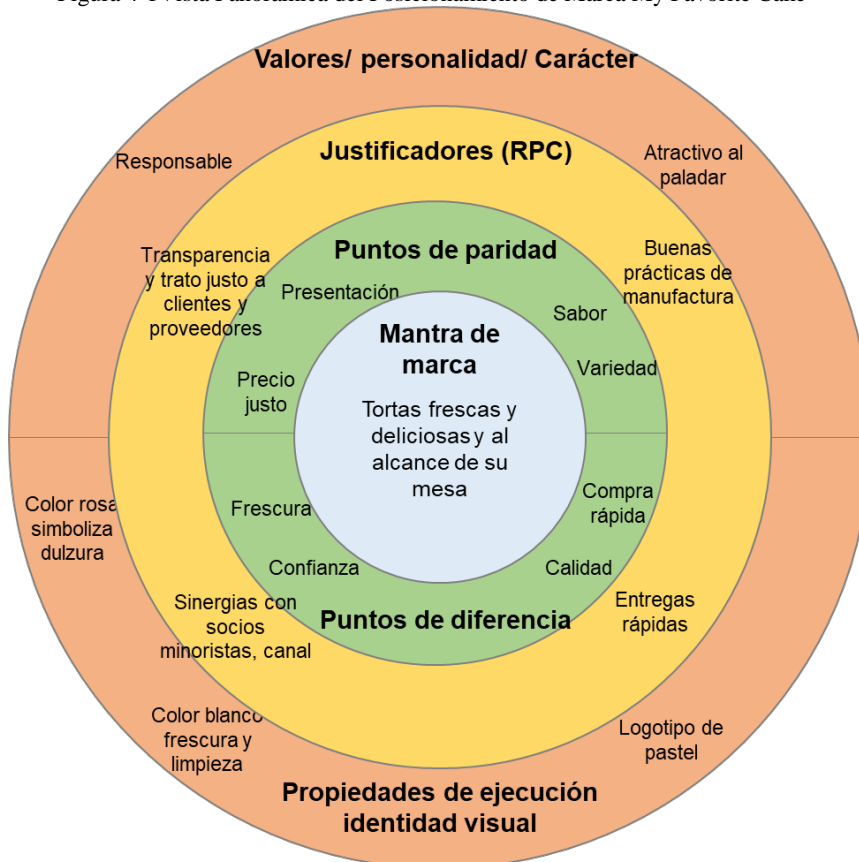 Valores/ personalidad/ Carácter
Responsable
Atractivo al
paladar
Justificadores (RPC)
Transparencia
y trato justo a
clientes y
proveedores
Buenas
prácticas de
manufactura
Puntos de paridad
Presentación
Sabor
Precio
justo
Variedad
Mantra de
marca
Tortas frescas y
deliciosas y al
alcance de su
mesa
Frescura
Compra
rápida
Confianza
Calidad
Puntos de diferencia
Sinergias con
socios
minoristas, canal
Entregas
rápidas
Color rosa
simboliza
dulzura
Color blanco
frescura y
limpieza
Logotipo de
pastel
Propiedades de ejecución
identidad visual